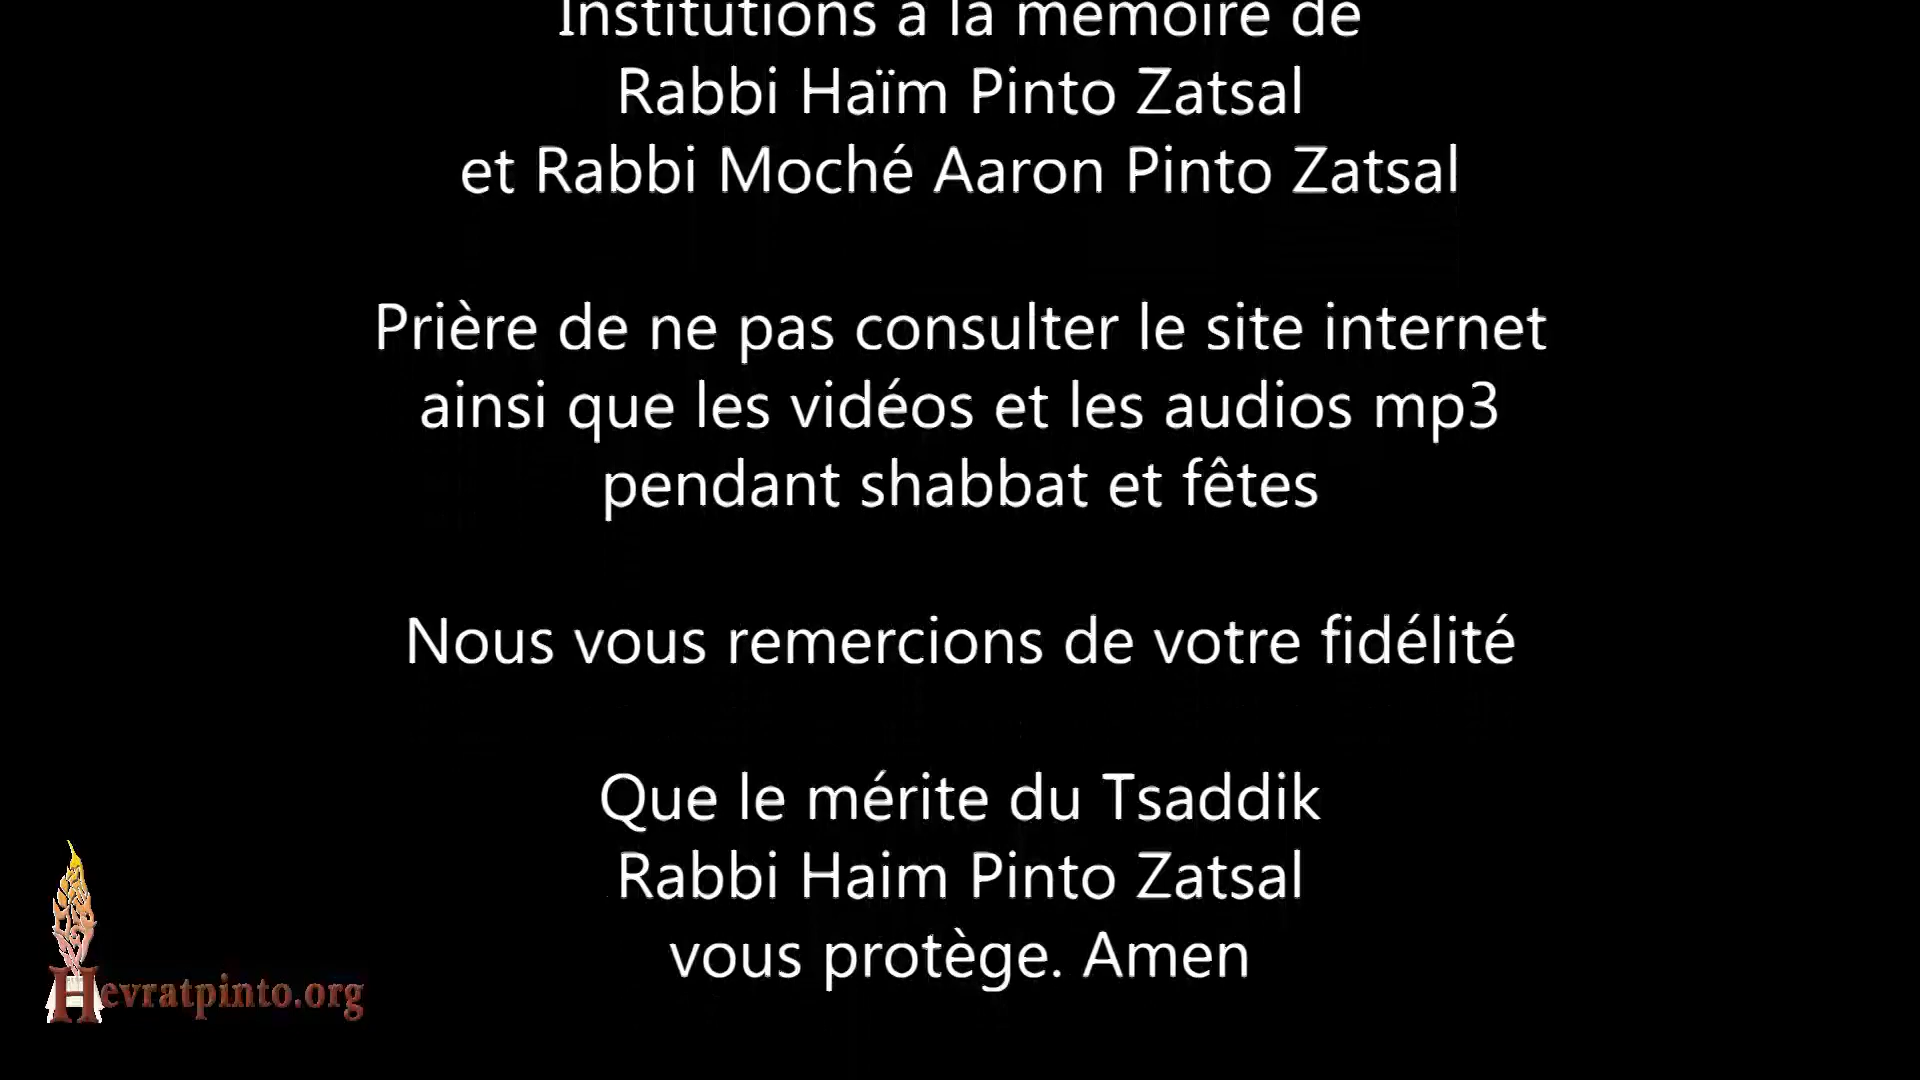 Institutions à la mémoire de
Rabbi Haïm Pinto Zatsal
et Rabbi Moché Aaron Pinto Zatsal
Prière de ne pas consulter le site internet
ainsi que les vidéos et les audios mp3
pendant shabbat et fêtes
Nous vous remercions de votre fidélité
Que le mérite du Tsaddik
Rabbi Haim Pinto Zatsal
vous protège. Amen
Hevratpinto.org